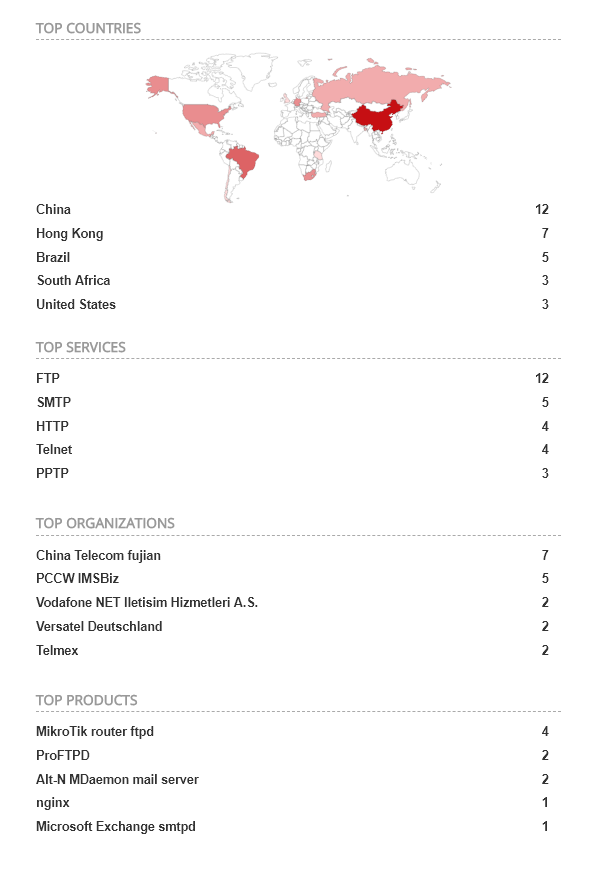 TOP COUNTRIES
China 12
Hong Kong 7
Brazil 5
South Africa 3
United States 3
TOP SERVICES
FTP 12
SMTP 5
HTTP 4
Telnet 4
PPTP 3
TOP ORGANIZATIONS
China Telecom fujian 7
PCCW IMSBiz 5
Vodafone NET Iletisim Hizmetleri A.S. 2
Versatel Deutschland 2
Telmex 2
TOP PRODUCTS
MikroTik router ftpd 4
ProFTPD 2
Alt-N MDaemon mail server 2
nginx 1
Microsoft Exchange smtpd 1